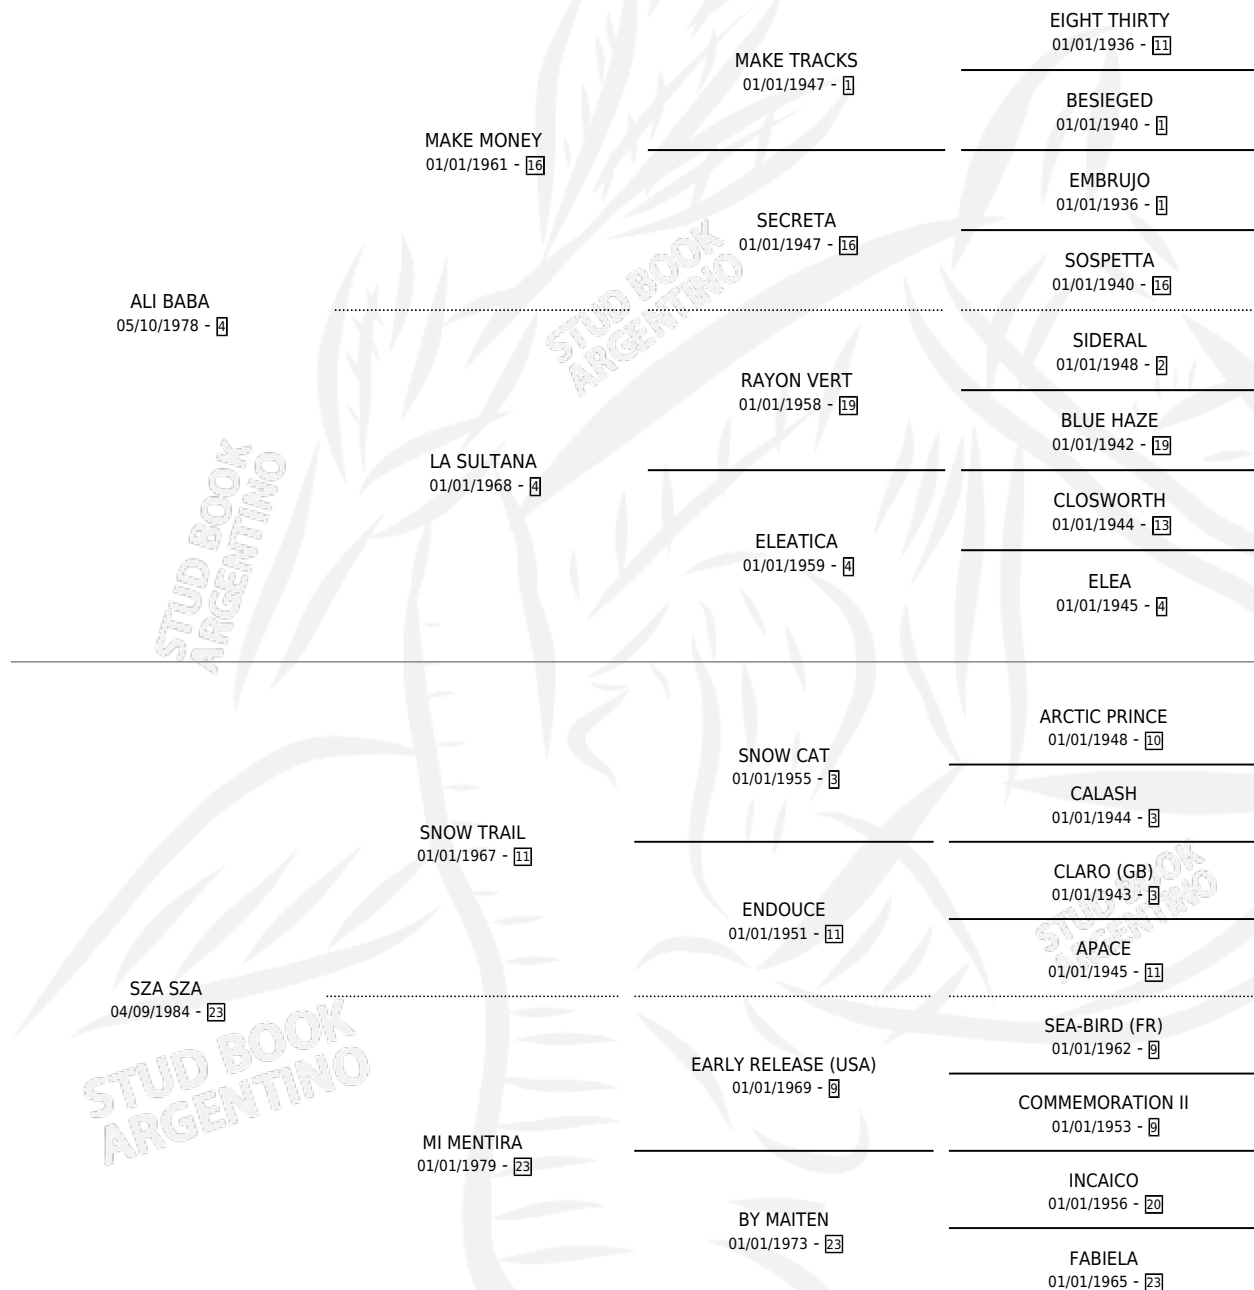 EIGHT THIRTY
01/01/1936 - 11
MAKE TRACKS
01/01/1947 - 1
BESIEGED
01/01/1940 - 1
MAKE MONEY
01/01/1961 - 16
EMBRUJO
01/01/1936 - 1
SECRETA
01/01/1947 - 16
SOSPETTA
01/01/1940 - 16
ALI BABA
05/10/1978 - 4
SIDERAL
01/01/1948 - 2
RAYON VERT
01/01/1958 - 19
BLUE HAZE
01/01/1942 - 19
LA SULTANA
01/01/1968 - 4
CLOSWORTH
01/01/1944 - 13
ELEATICA
01/01/1959 - 4
ELEA
01/01/1945 - 4
ARCTIC PRINCE
01/01/1948 - 10
SNOW CAT
01/01/1955 - 3
CALASH
01/01/1944 - 3
SNOW TRAIL
01/01/1967 - 11
CLARO (GB)
01/01/1943 - 3
ENDOUCE
01/01/1951 - 11
APACE
01/01/1945 - 11
SZA SZA
04/09/1984 - 23
SEA-BIRD (FR)
01/01/1962 - 9
EARLY RELEASE (USA)
01/01/1969 - 9
COMMEMORATION II
01/01/1953 - 9
MI MENTIRA
01/01/1979 - 23
INCAICO
01/01/1956 - 20
BY MAITEN
01/01/1973 - 23
FABIELA
01/01/1965 - 23
STUD BOOK
ARGENTINO
STUD BOOK
ARGENTINO
STUD BOOK
ARGENTINO
STUD BOOK
ARGENTINO